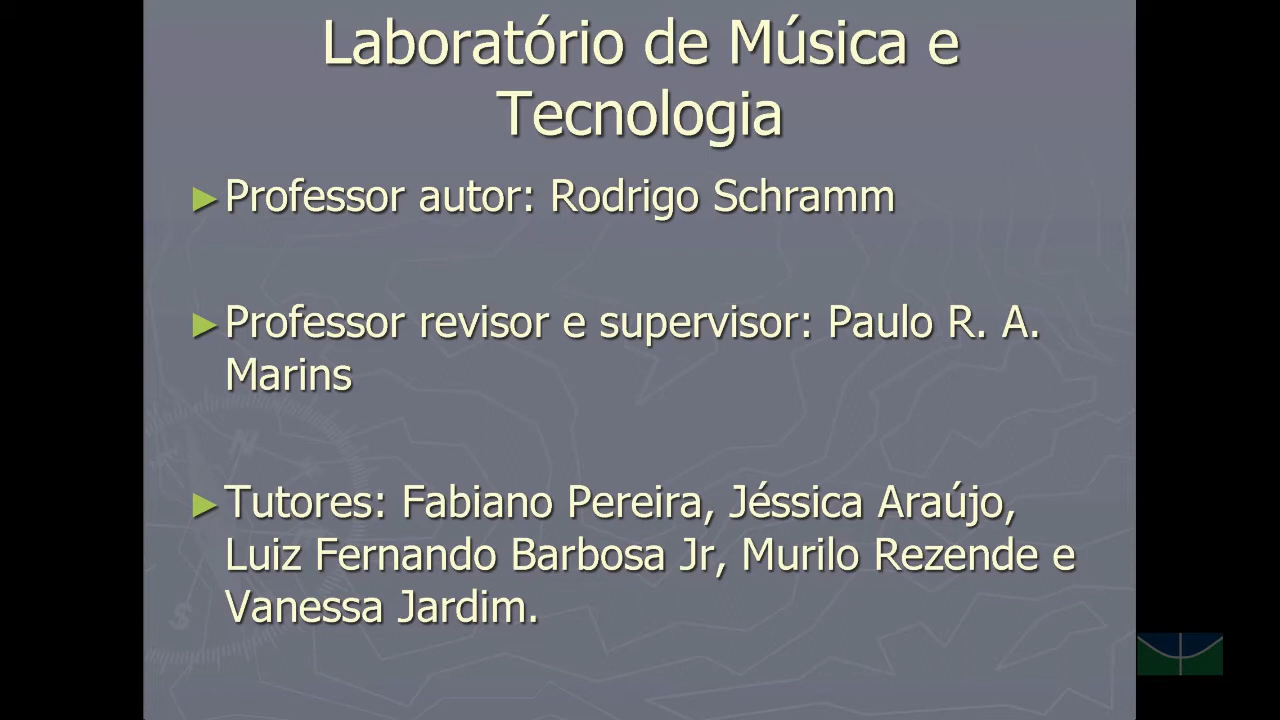 Laboratório de Música e
Tecnologia
►Professor autor: Rodrigo Schramm
►Professor revisor e supervisor: Paulo R. A.
Marins
►Tutores: Fabiano Pereira, Jéssica Araújo,
Luiz Fernando Barbosa Jr, Murilo Rezende e
Vanessa Jardim.
N
S